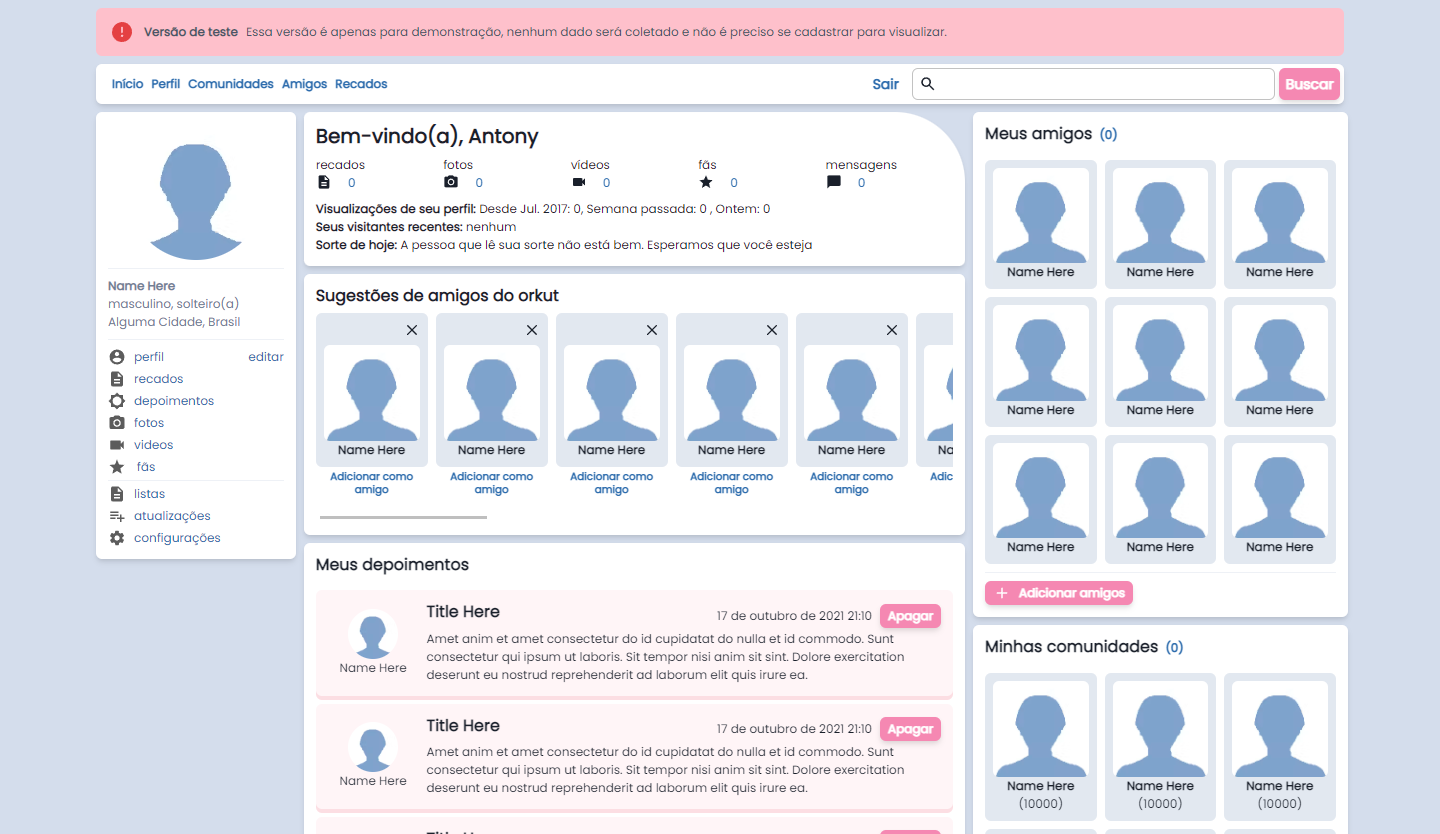 Versão de teste Essa versão é apenas para demonstração, nenhum dado será coletado e não é preciso se cadastrar para visualizar.
Início Perfil Comunidades Amigos Recados Sair Buscar
Name Here
masculino, solteiro(a)
Alguma Cidade, Brasil
perfil editar
recados
depoimentos
fotos
videos
fãs
listas
atualizações
configurações
Bem-vindo(a), Antony
recados fotos vídeos fãs mensagens
0 0 0 0 0
Visualizações de seu perfil: Desde Jul. 2017: 0, Semana passada: 0 , Ontem: 0
Seus visitantes recentes: nenhum
Sorte de hoje: A pessoa que lê sua sorte não está bem. Esperamos que você esteja
Sugestões de amigos do orkut
Name Here Name Here Name Here Name Here Name Here Na
Adicionar como Adicionar como Adicionar como Adicionar como Adicionar como Adic
amigo amigo amigo amigo amigo
Meus depoimentos
Title Here 17 de outubro de 2021 21:10 Apagar
Amet anim et amet consectetur do id cupidatat do nulla et id commodo. Sunt
consectetur qui ipsum ut laboris. Sit tempor nisi anim sit sint. Dolore exercitation
deserunt eu nostrud reprehenderit ad laborum elit quis irure ea.
Name Here
Title Here 17 de outubro de 2021 21:10 Apagar
Amet anim et amet consectetur do id cupidatat do nulla et id commodo. Sunt
consectetur qui ipsum ut laboris. Sit tempor nisi anim sit sint. Dolore exercitation
deserunt eu nostrud reprehenderit ad laborum elit quis irure ea.
Name Here
Meus amigos (0)
Name Here Name Here Name Here
Name Here Name Here Name Here
Name Here Name Here Name Here
Adicionar amigos
Minhas comunidades (0)
Name Here Name Here Name Here
(10000) (10000) (10000)